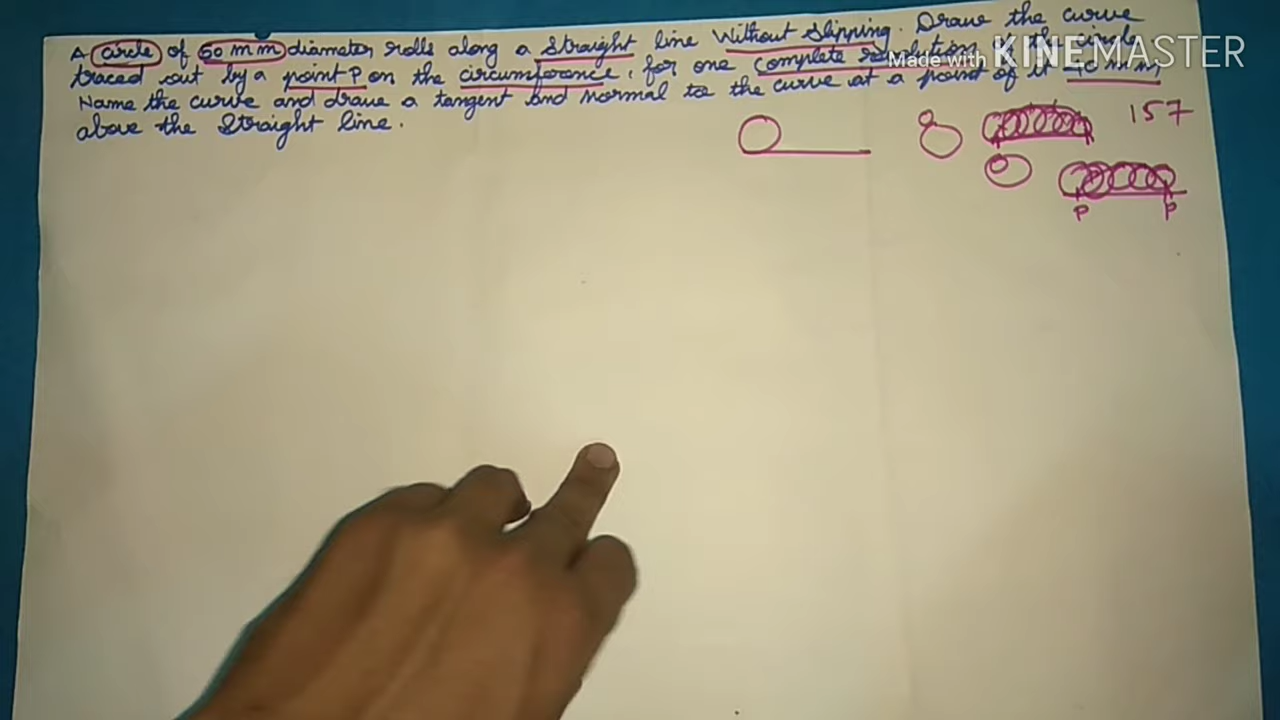 A circle of 50 mm diameter, rolls along a straight line without slipping. Draw the curve
traced out by a point P on the circumference, for one complete revolution of the circle.
Name the curve and draw a tangent and normal to the curve at a point on it 40 mm
above the straight line.
Made with KINEMASTER
157
P P